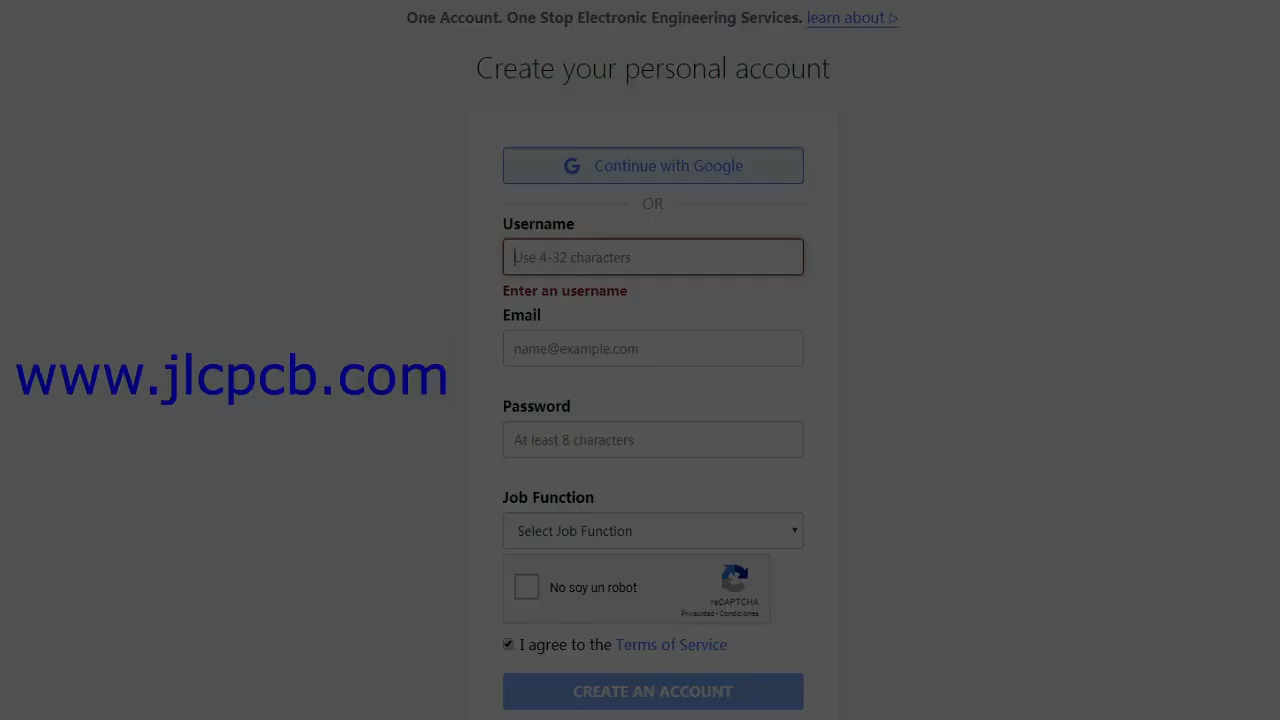 One Account. One Stop Electronic Engineering Services. learn about ▷
Create your personal account
G Continue with Google
OR
Username
Use 4-32 characters
Enter an username
Email
name@example.com
www.jlcpcb.com
Password
At least 8 characters
Job Function
Select Job Function
No soy un robot
reCAPTCHA
Privacidad - Condiciones
I agree to the Terms of Service
CREATE AN ACCOUNT